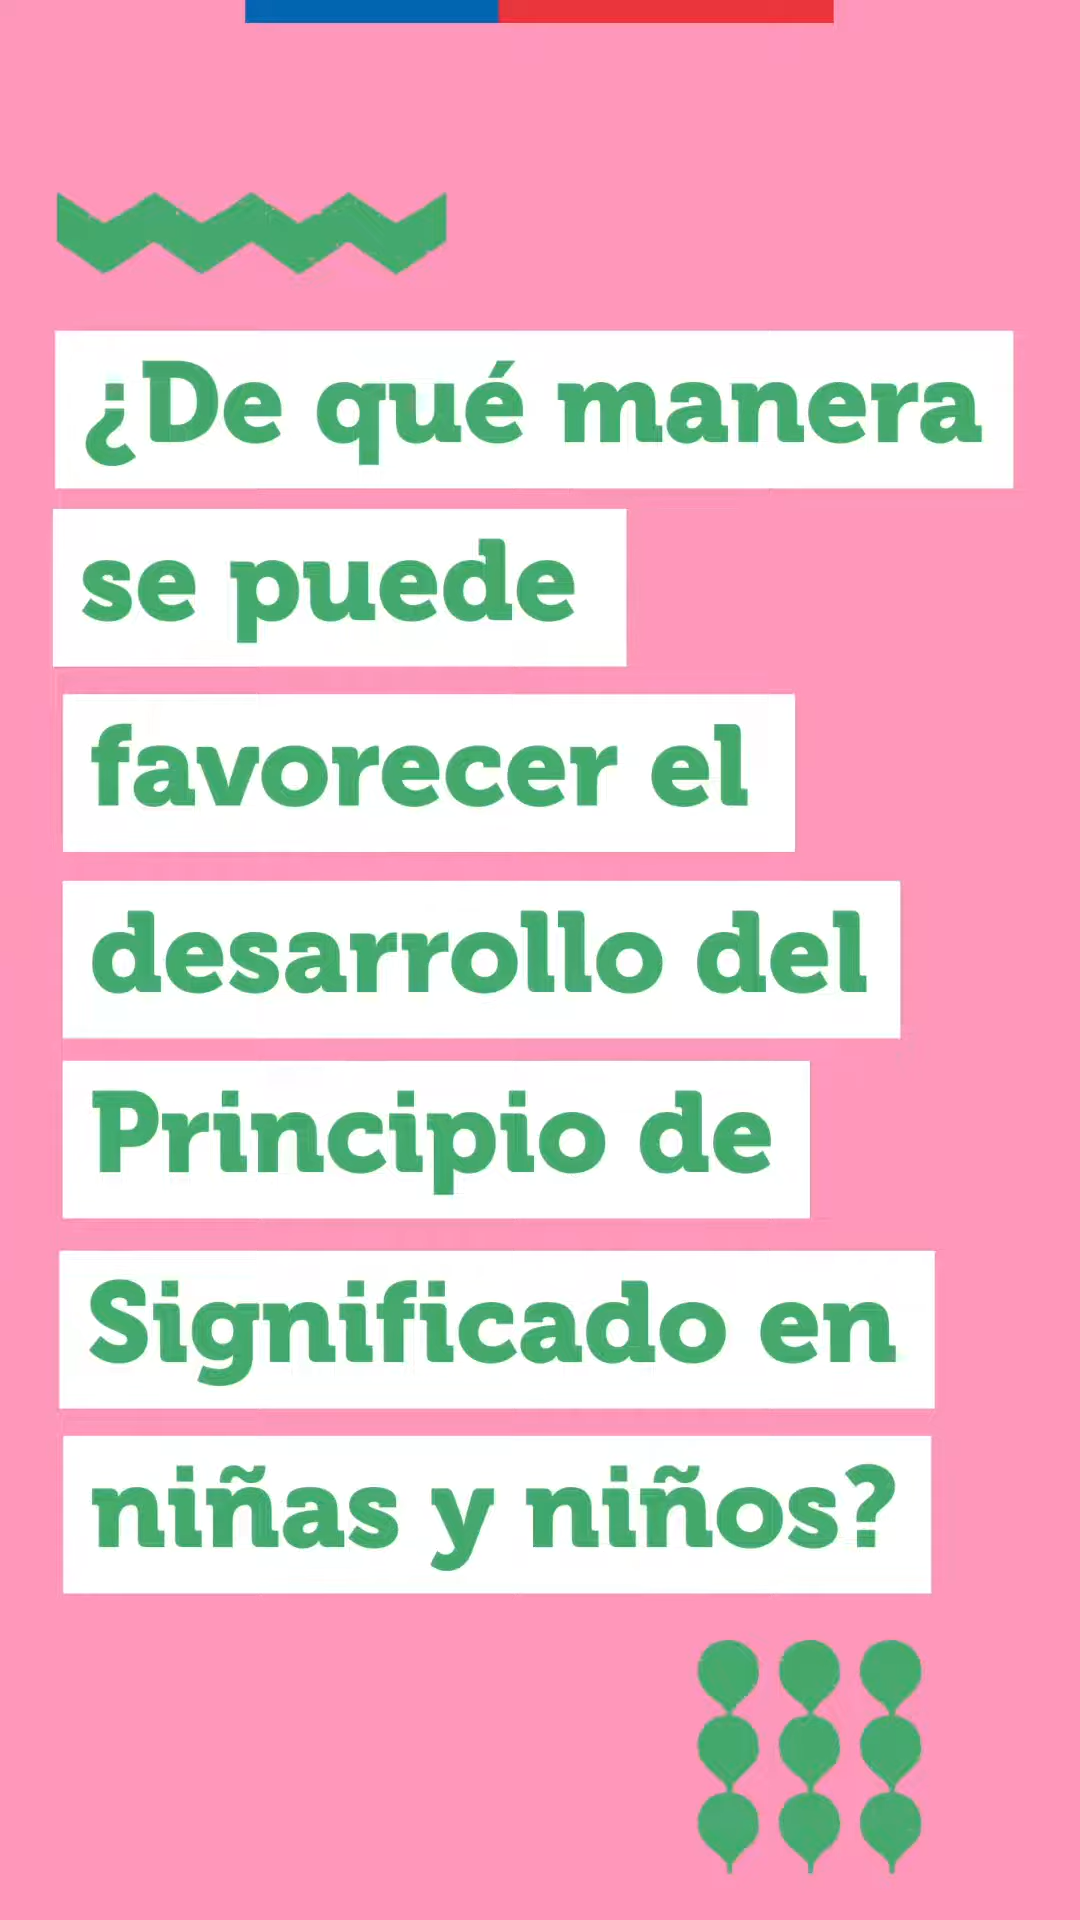 ¿De qué manera
se puede
favorecer el
desarrollo del
Principio de
Significado en
niñas y niños?